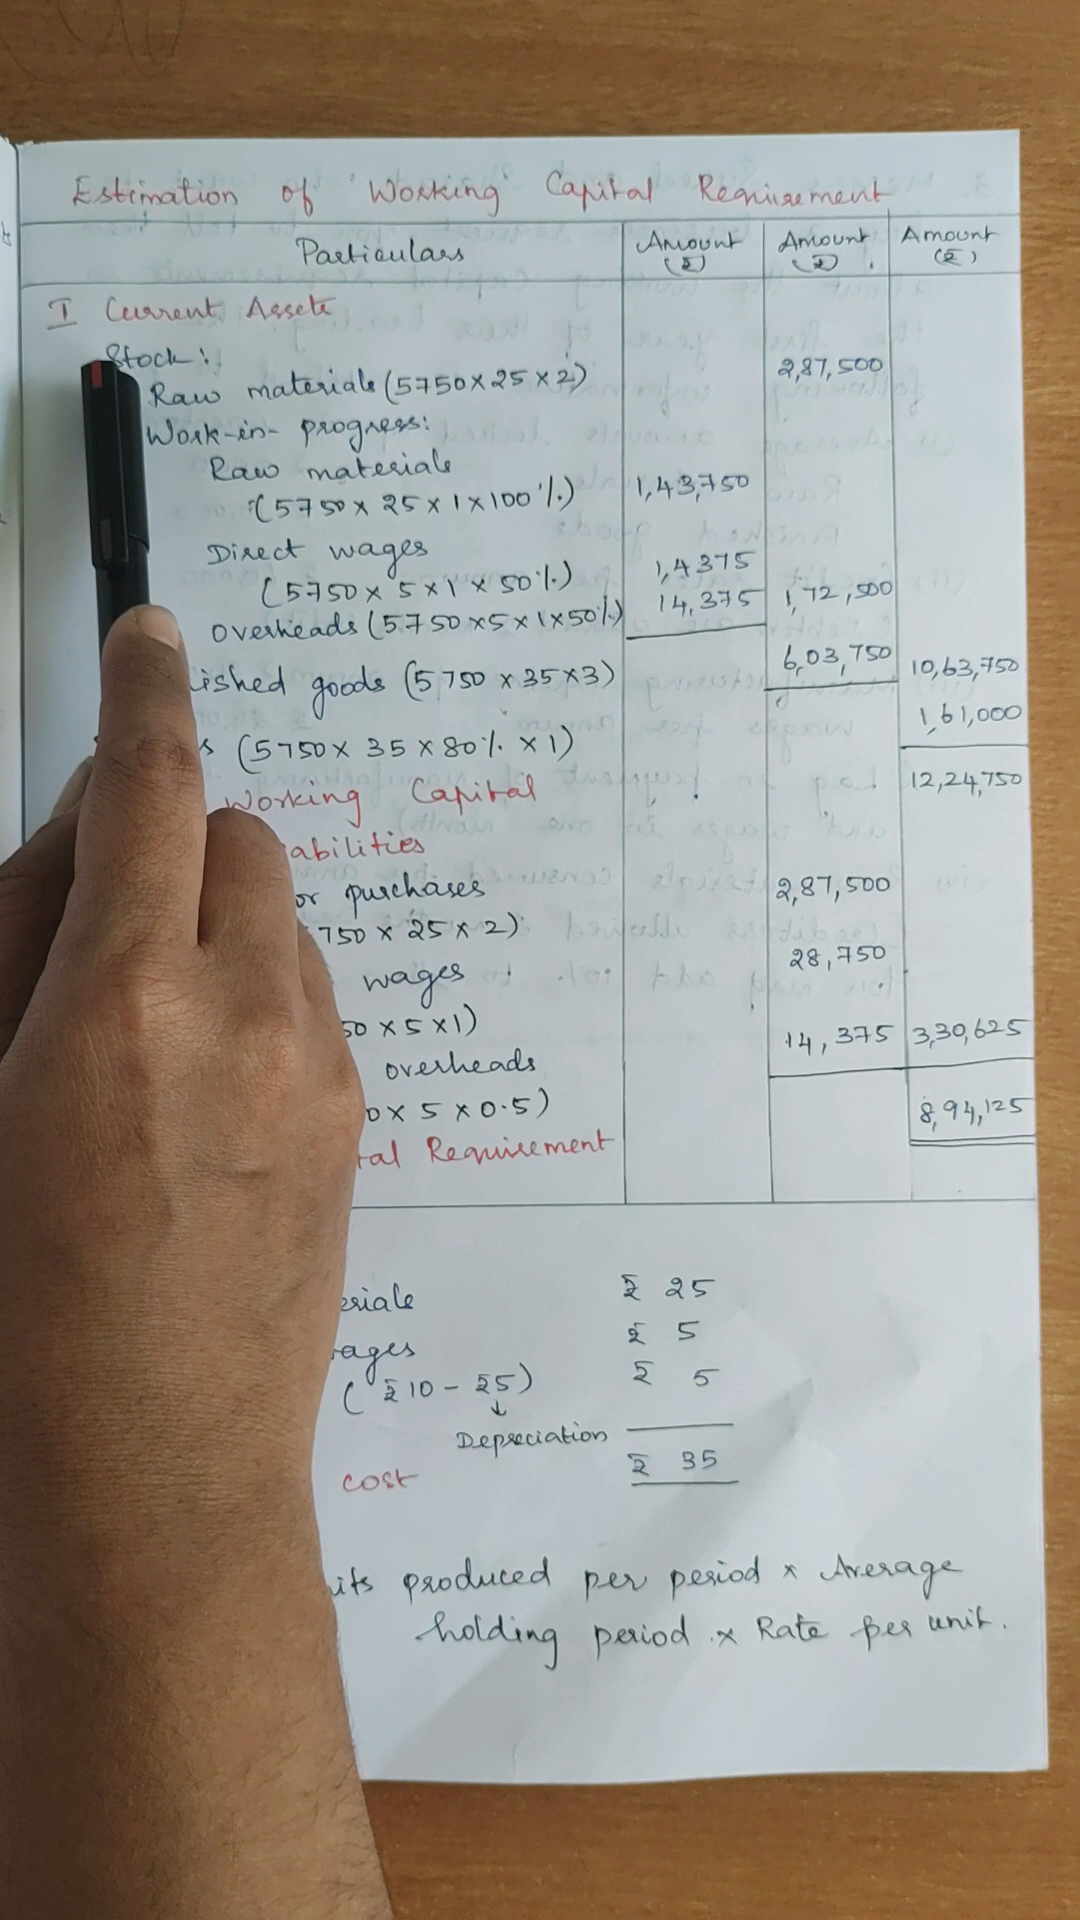 Estimation of Working Capital Requirement
Particulars Amount (₹) Amount (₹) Amount (₹)
I Current Assets
Stock:
Raw materials (5750 x 25 x 2) 2,87,500
Work-in-progress:
Raw materials
(5750 x 25 x 1 x 100%) 1,43,750
Direct wages
(5750 x 5 x 1 x 50%) 1,4375
Overheads (5750 x 5 x 1 x 50%) 14,375 1,72,500
ished goods (5750 x 35 x 3) 6,03,750 10,63,750
s (5750 x 35 x 80% x 1) 1,61,000
Working Capital 12,24,750
abilities
or purchases 2,87,500
750 x 25 x 2)
wages 28,750
50 x 5 x 1)
overheads 14,375 3,30,625
0 x 5 x 0.5)
tal Requirement 8,94,125
eriale ₹ 25
ages ₹ 5
(₹10 - ₹5) ₹ 5
↓
Depreciation
cost ₹ 35
its produced per period x Average
holding period x Rate per unit.